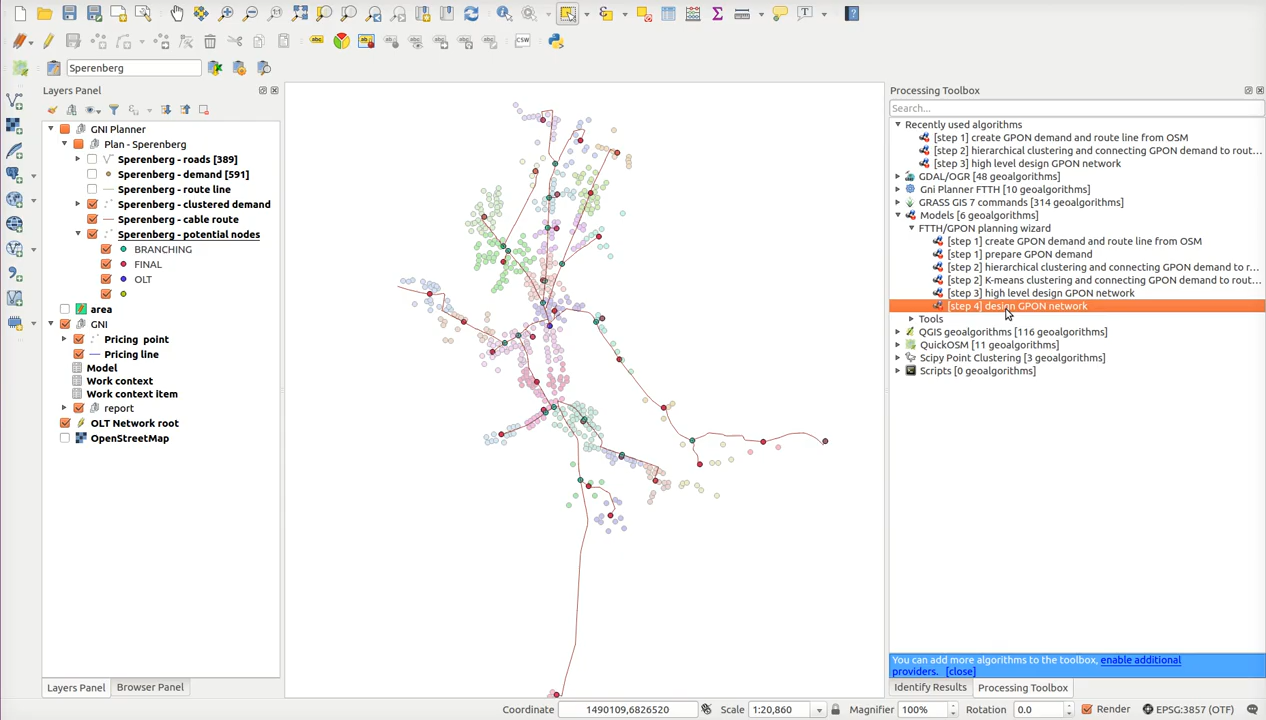 1:1
abc
abc
CSW
Sperenberg
Layers Panel
GNI Planner
Plan - Sperenberg
Sperenberg - roads [389]
Sperenberg - demand [591]
Sperenberg - route line
Sperenberg - clustered demand
Sperenberg - cable route
Sperenberg - potential nodes
BRANCHING
FINAL
OLT
area
GNI
Pricing point
Pricing line
Model
Work context
Work context item
report
OLT Network root
OpenStreetMap
Layers Panel
Browser Panel
Processing Toolbox
Search...
Recently used algorithms
[step 1] create GPON demand and route line from OSM
[step 2] hierarchical clustering and connecting GPON demand to rout...
[step 3] high level design GPON network
GDAL/OGR [48 geoalgorithms]
Gni Planner FTTH [10 geoalgorithms]
GRASS GIS 7 commands [314 geoalgorithms]
Models [6 geoalgorithms]
FTTH/GPON planning wizard
[step 1] create GPON demand and route line from OSM
[step 1] prepare GPON demand
[step 2] hierarchical clustering and connecting GPON demand to r...
[step 2] K-means clustering and connecting GPON demand to rout...
[step 3] high level design GPON network
[step 4] design GPON network
Tools
QGIS geoalgorithms [116 geoalgorithms]
QuickOSM [11 geoalgorithms]
Scipy Point Clustering [3 geoalgorithms]
Scripts [0 geoalgorithms]
You can add more algorithms to the toolbox, enable additional
providers. [close]
Identify Results
Processing Toolbox
Coordinate
1490109,6826520
Scale
1:20,860
Magnifier
100%
Rotation
0.0
Render
EPSG:3857 (OTF)